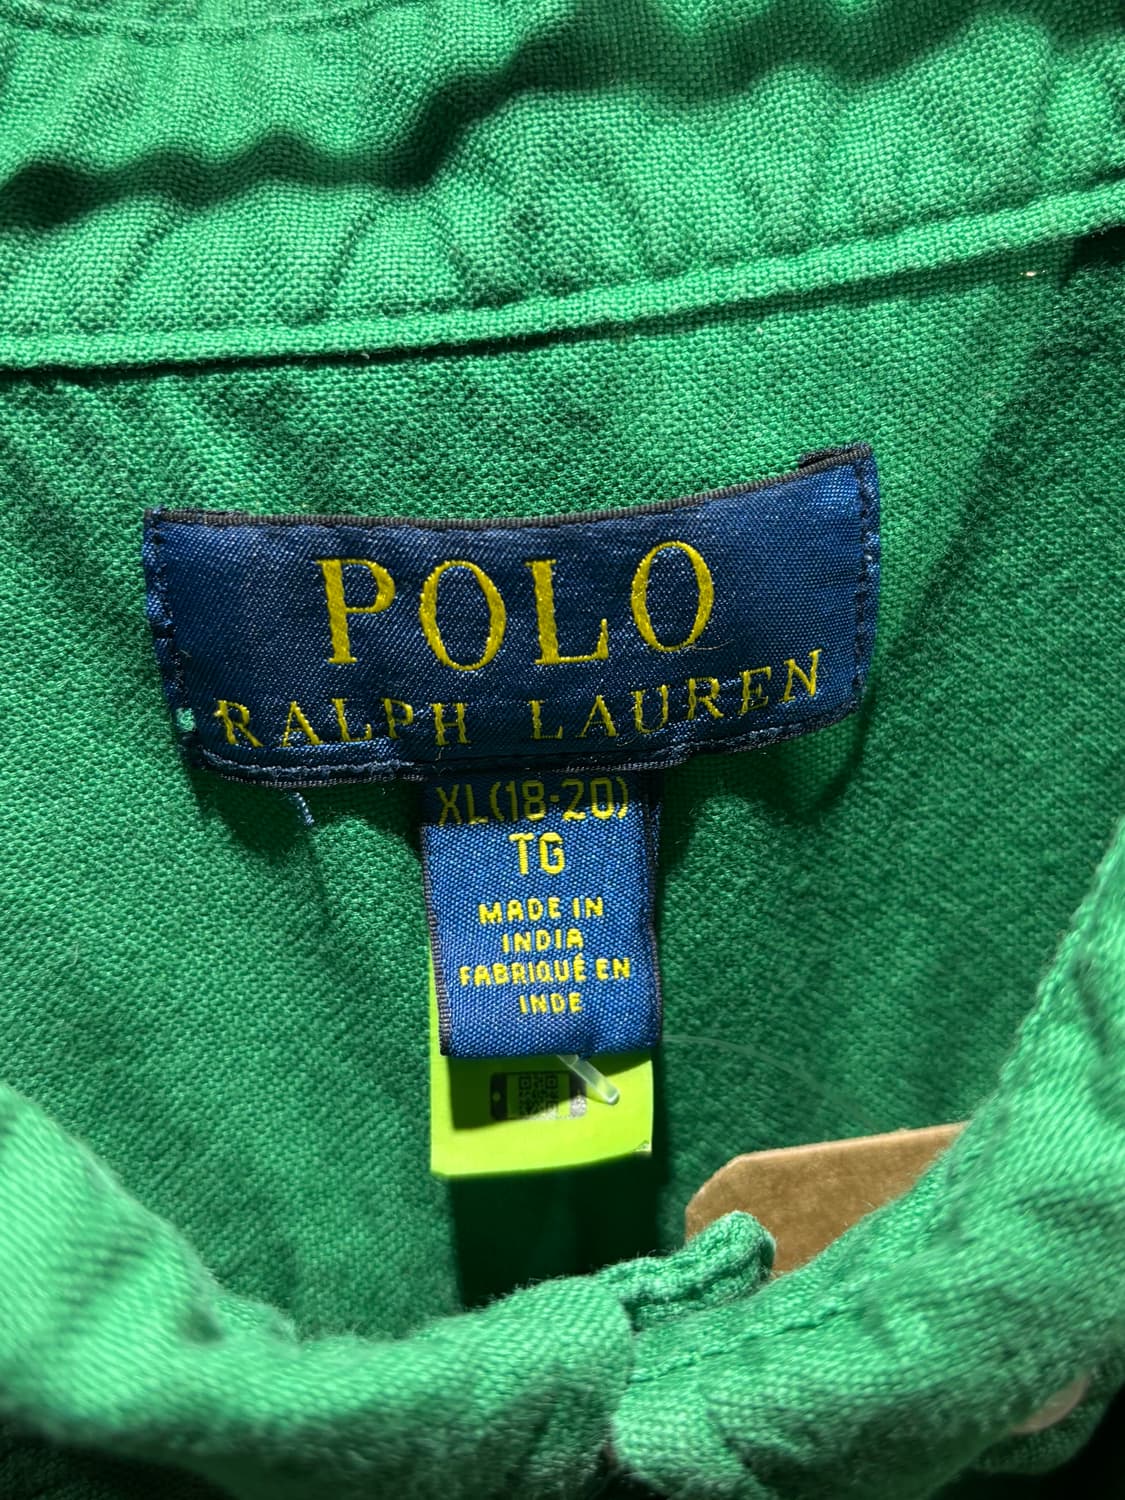 POLO
RALPH LAUREN
XL(18-20)
TG
MADE IN
INDIA
FABRIQUÉ EN
INDE